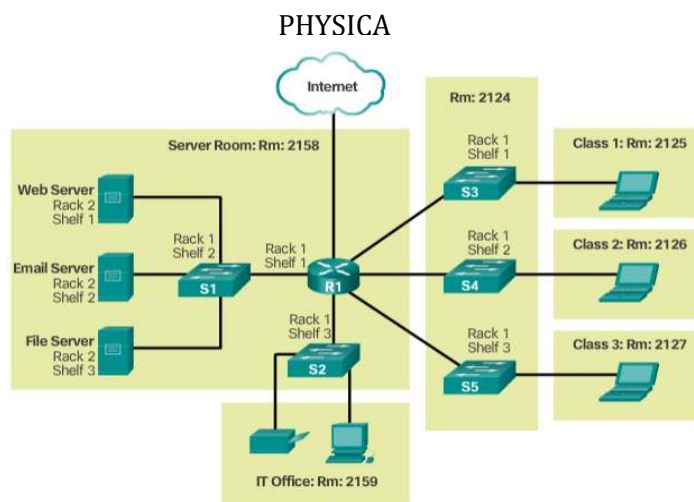 PHYSICA
Internet
Rm: 2124
Server Room: Rm: 2158
Rack 1
Shelf 1
S3
Class 1: Rm: 2125
Web Server
Rack 2
Shelf 1
Rack 1
Shelf 2
S1
Rack 1
Shelf 1
R1
Rack 1
Shelf 2
S4
Class 2: Rm: 2126
Email Server
Rack 2
Shelf 2
File Server
Rack 2
Shelf 3
Rack 1
Shelf 3
S2
Rack 1
Shelf 3
S5
Class 3: Rm: 2127
IT Office: Rm: 2159